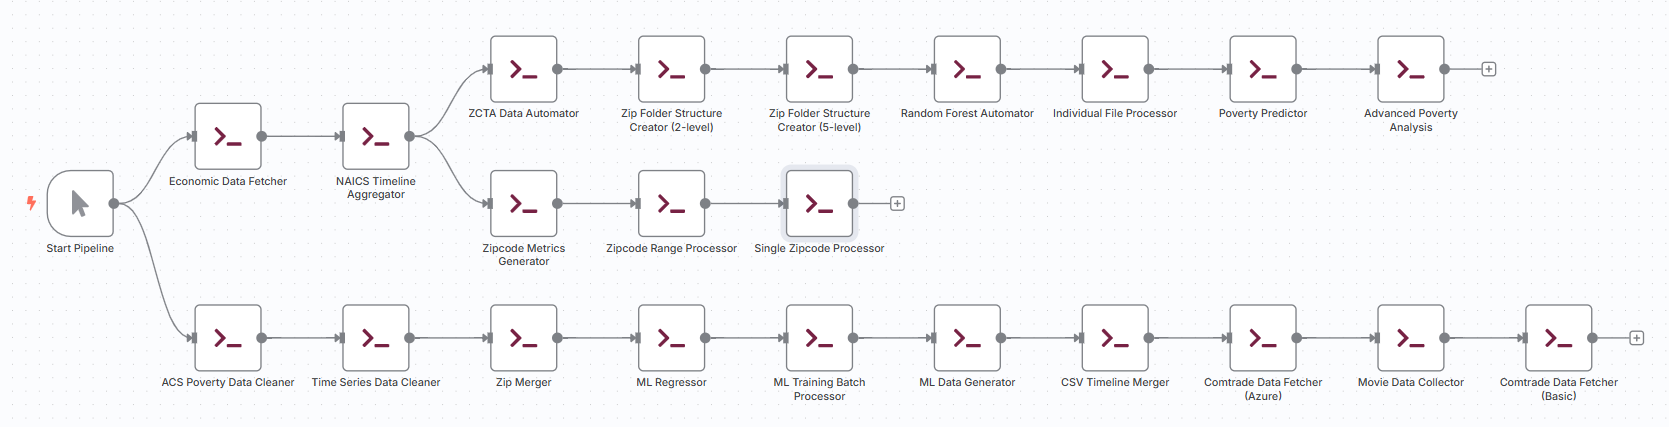 ZCTA Data Automator
Zip Folder Structure
Creator (2-level)
Zip Folder Structure
Creator (5-level)
Random Forest Automator
Individual File Processor
Poverty Predictor
Advanced Poverty
Analysis
Economic Data Fetcher
NAICS Timeline
Aggregator
Start Pipeline
Zipcode Metrics
Generator
Zipcode Range Processor
Single Zipcode Processor
ACS Poverty Data Cleaner
Time Series Data Cleaner
Zip Merger
ML Regressor
ML Training Batch
Processor
ML Data Generator
CSV Timeline Merger
Comtrade Data Fetcher
(Azure)
Movie Data Collector
Comtrade Data Fetcher
(Basic)